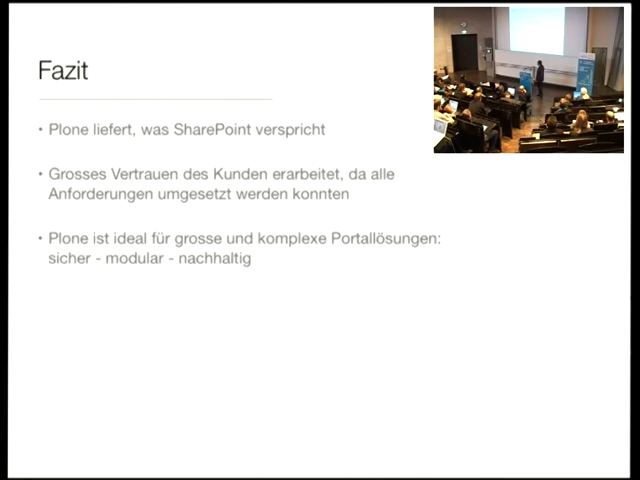 Fazit
• Plone liefert, was SharePoint verspricht
• Grosses Vertrauen des Kunden erarbeitet, da alle
Anforderungen umgesetzt werden konnten
• Plone ist ideal für grosse und komplexe Portallösungen:
sicher - modular - nachhaltig